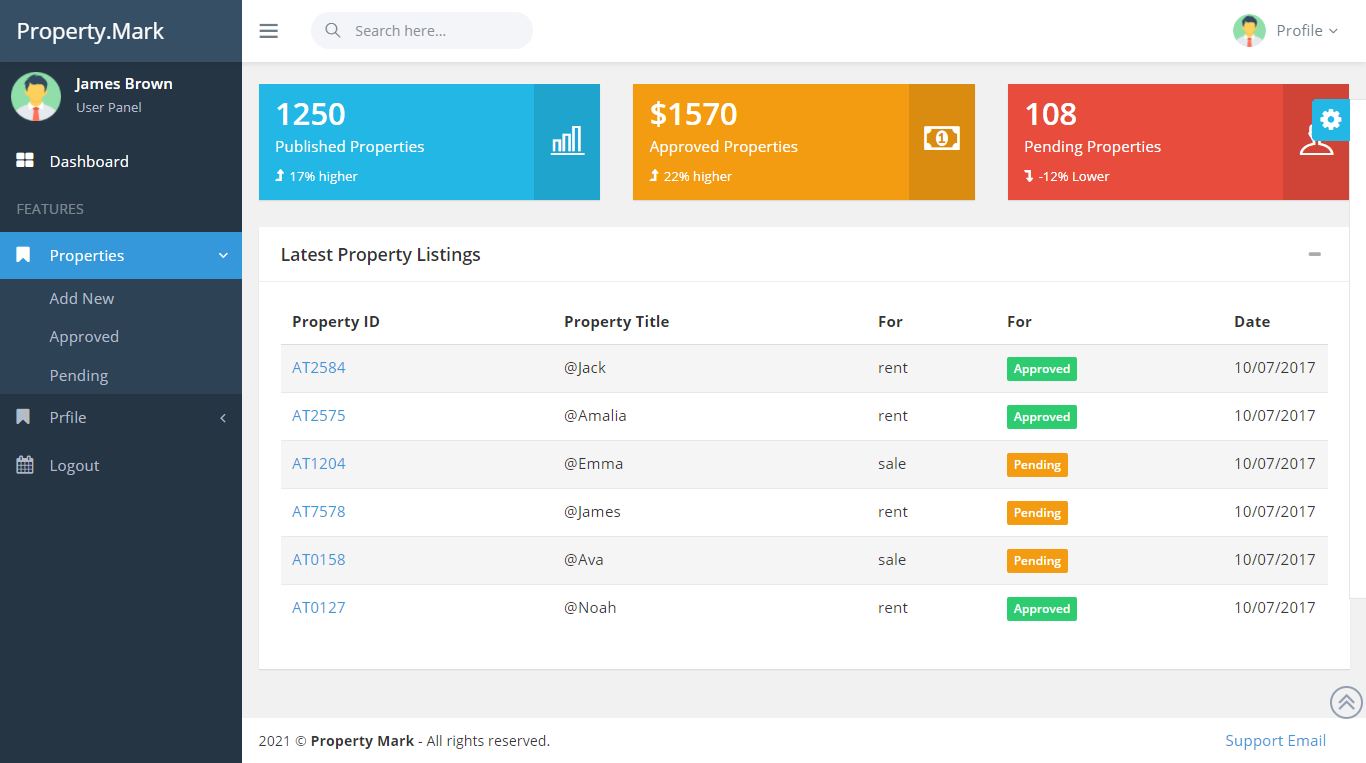 Property.Mark
Search here...
Profile
James Brown
User Panel
Dashboard
FEATURES
Properties
Add New
Approved
Pending
Prfile
Logout
1250
Published Properties
17% higher
$1570
Approved Properties
22% higher
1
108
Pending Properties
-12% Lower
Latest Property Listings
Property ID Property Title For For Date
AT2584 @Jack rent Approved 10/07/2017
AT2575 @Amalia rent Approved 10/07/2017
AT1204 @Emma sale Pending 10/07/2017
AT7578 @James rent Pending 10/07/2017
AT0158 @Ava sale Pending 10/07/2017
AT0127 @Noah rent Approved 10/07/2017
2021 © Property Mark - All rights reserved. Support Email